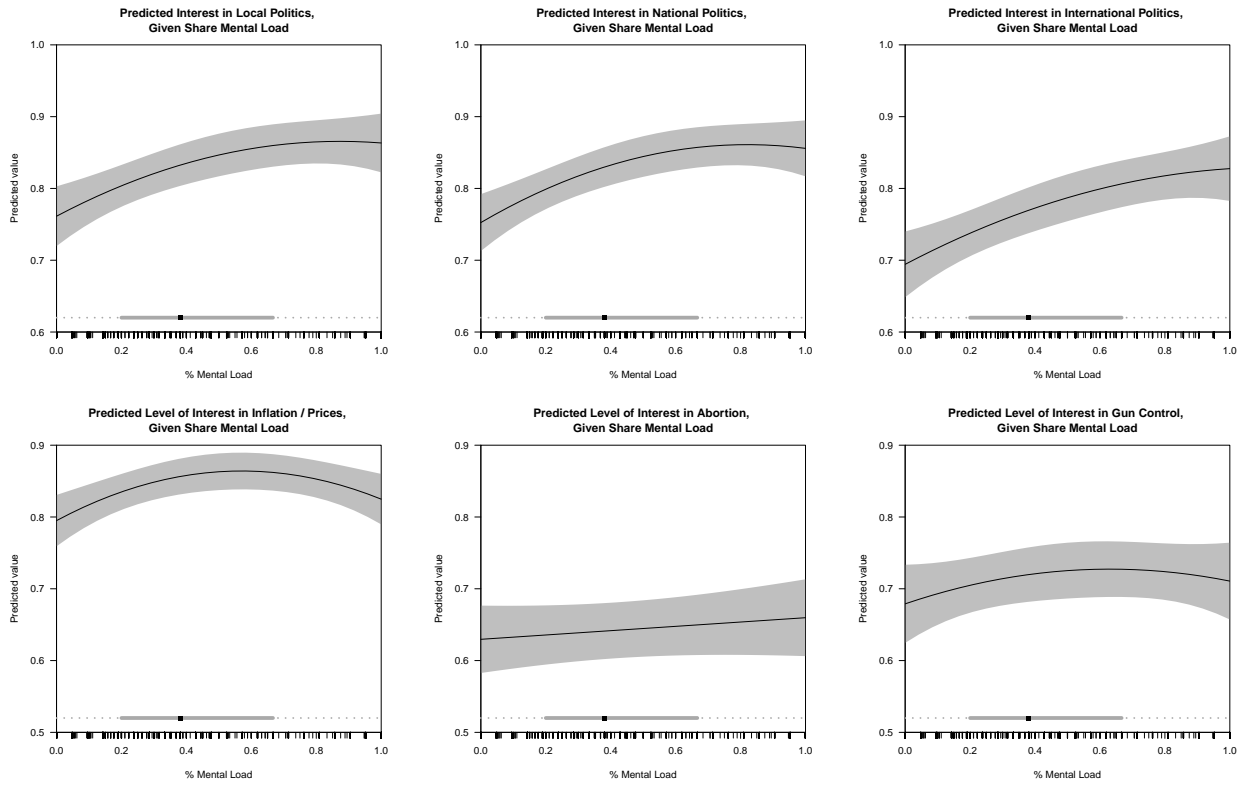 Predicted Interest in Local Politics,
Given Share Mental Load
1.0
0.9
0.8
0.7
0.6
Predicted value
0.0 0.2 0.4 0.6 0.8 1.0
% Mental Load
Predicted Interest in National Politics,
Given Share Mental Load
1.0
0.9
0.8
0.7
0.6
Predicted value
0.0 0.2 0.4 0.6 0.8 1.0
% Mental Load
Predicted Interest in International Politics,
Given Share Mental Load
1.0
0.9
0.8
0.7
0.6
Predicted value
0.0 0.2 0.4 0.6 0.8 1.0
% Mental Load
Predicted Level of Interest in Inflation / Prices,
Given Share Mental Load
0.9
0.8
0.7
0.6
0.5
Predicted value
0.0 0.2 0.4 0.6 0.8 1.0
% Mental Load
Predicted Level of Interest in Abortion,
Given Share Mental Load
0.9
0.8
0.7
0.6
0.5
Predicted value
0.0 0.2 0.4 0.6 0.8 1.0
% Mental Load
Predicted Level of Interest in Gun Control,
Given Share Mental Load
0.9
0.8
0.7
0.6
0.5
Predicted value
0.0 0.2 0.4 0.6 0.8 1.0
% Mental Load